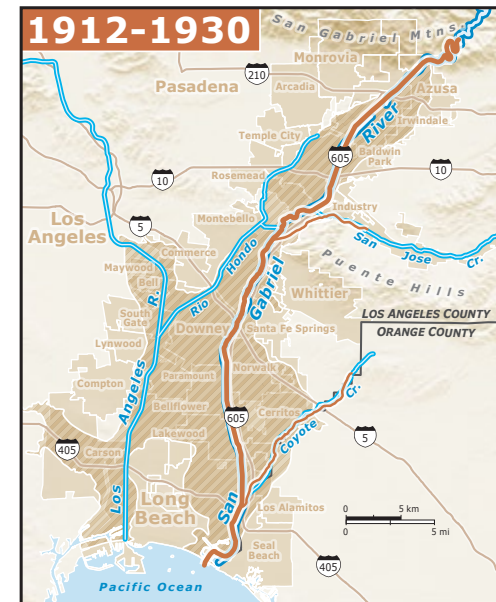 1912-1930
San Gabriel Mtns.
Monrovia
210
Pasadena
Arcadia
Azusa
River
Irwindale
Temple City
605
Baldwin
Park
10
Rosemead
10
Industry
Montebello
Los
Angeles
5
San Jose Cr.
Commerce
Rio Hondo
Gabriel
Puente Hills
Maywood
Bell
R.
Whittier
South
Gate
LOS ANGELES COUNTY
ORANGE COUNTY
Downey
Santa Fe Springs
Lynwood
Angeles
Paramount
Norwalk
Compton
Bellflower
605
Cerritos
Coyote Cr.
5
Lakewood
405
Carson
Los
Long
Beach
San
Los Alamitos
0 5 km
0 5 mi
Seal
Beach
405
Pacific Ocean